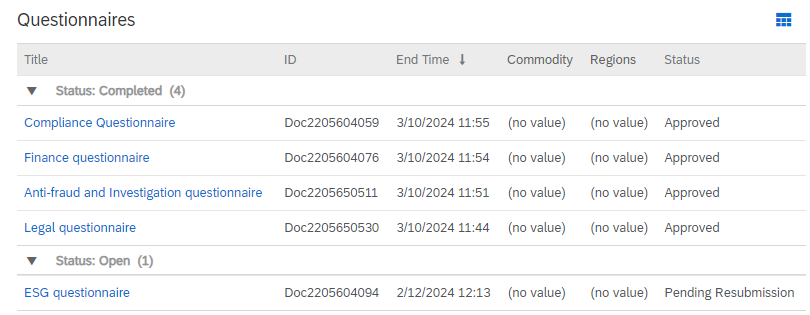 Questionnaires
Title ID End Time ↓ Commodity Regions Status
▼ Status: Completed (4)
Compliance Questionnaire Doc2205604059 3/10/2024 11:55 (no value) (no value) Approved
Finance questionnaire Doc2205604076 3/10/2024 11:54 (no value) (no value) Approved
Anti-fraud and Investigation questionnaire Doc2205650511 3/10/2024 11:51 (no value) (no value) Approved
Legal questionnaire Doc2205650530 3/10/2024 11:44 (no value) (no value) Approved
▼ Status: Open (1)
ESG questionnaire Doc2205604094 2/12/2024 12:13 (no value) (no value) Pending Resubmission